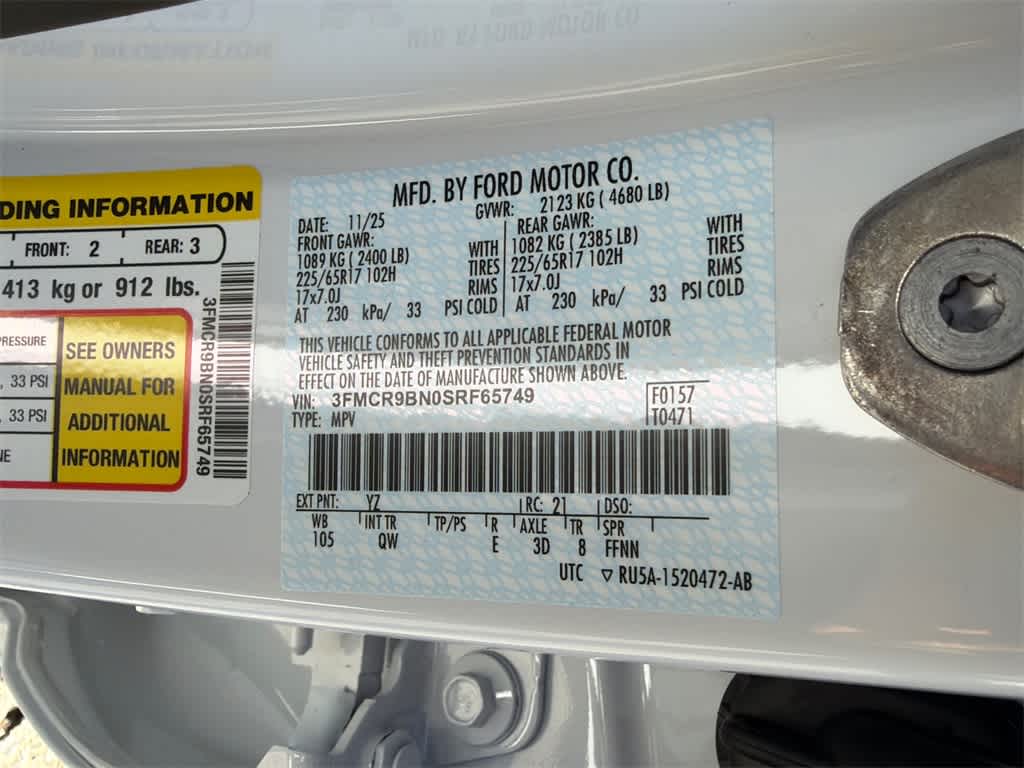 DING INFORMATION
FRONT: 2
REAR: 3
413 kg or 912 lbs.
PRESSURE
, 33 PSI
, 33 PSI
SEE OWNERS
MANUAL FOR
ADDITIONAL
INFORMATION
3FMCR9BN0SRF65749
MFD. BY FORD MOTOR CO.
DATE: 11/25 GVWR: 2123 KG ( 4680 LB)
FRONT GAWR: REAR GAWR:
1089 KG ( 2400 LB) WITH 1082 KG ( 2385 LB) WITH
225/65R17 102H TIRES 225/65R17 102H TIRES
17x7.0J RIMS 17x7.0J RIMS
AT 230 kPa/ 33 PSI COLD AT 230 kPa/ 33 PSI COLD
THIS VEHICLE CONFORMS TO ALL APPLICABLE FEDERAL MOTOR
VEHICLE SAFETY AND THEFT PREVENTION STANDARDS IN
EFFECT ON THE DATE OF MANUFACTURE SHOWN ABOVE.
VIN: 3FMCR9BN0SRF65749 F0157
TYPE: MPV T0471
EXT PNT: YZ RC: 21 DSO:
WB INT TR TP/PS R AXLE TR SPR
105 QW E 3D 8 FFNN
UTC ▽ RU5A-1520472-AB